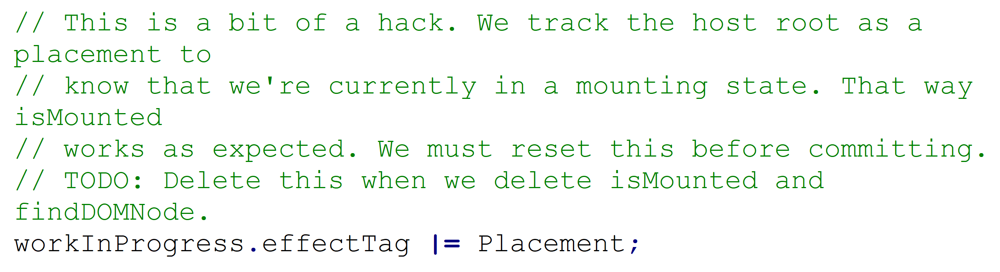 // This is a bit of a hack. We track the host root as a
placement to
// know that we're currently in a mounting state. That way
isMounted
// works as expected. We must reset this before committing.
// TODO: Delete this when we delete isMounted and
findDOMNode.
workInProgress.effectTag |= Placement;